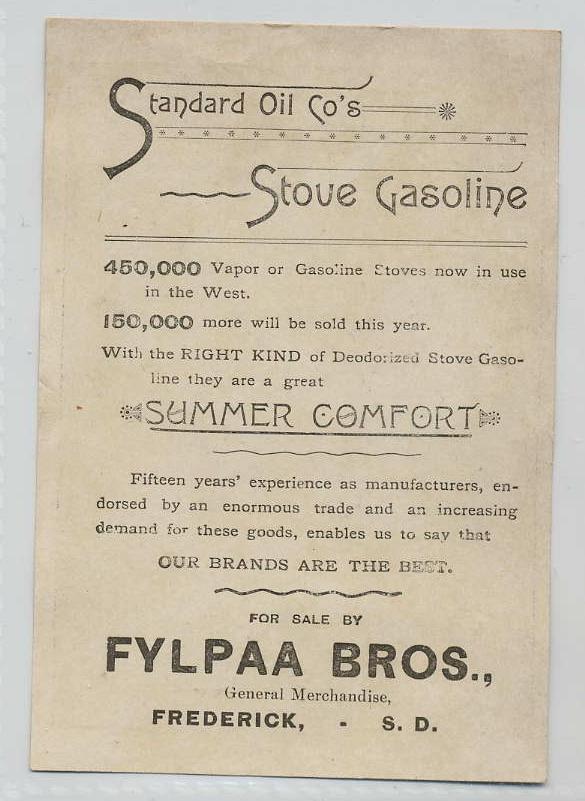 Standard Oil Co's
Stove Gasoline
450,000 Vapor or Gasoline Stoves now in use
in the West.
150,000 more will be sold this year.
With the RIGHT KIND of Deodorized Stove Gaso-
line they are a great
SUMMER COMFORT
Fifteen years' experience as manufacturers, en-
dorsed by an enormous trade and an increasing
demand for these goods, enables us to say that
OUR BRANDS ARE THE BEST.
FOR SALE BY
FYLPAA BROS.,
General Merchandise,
FREDERICK, - S. D.